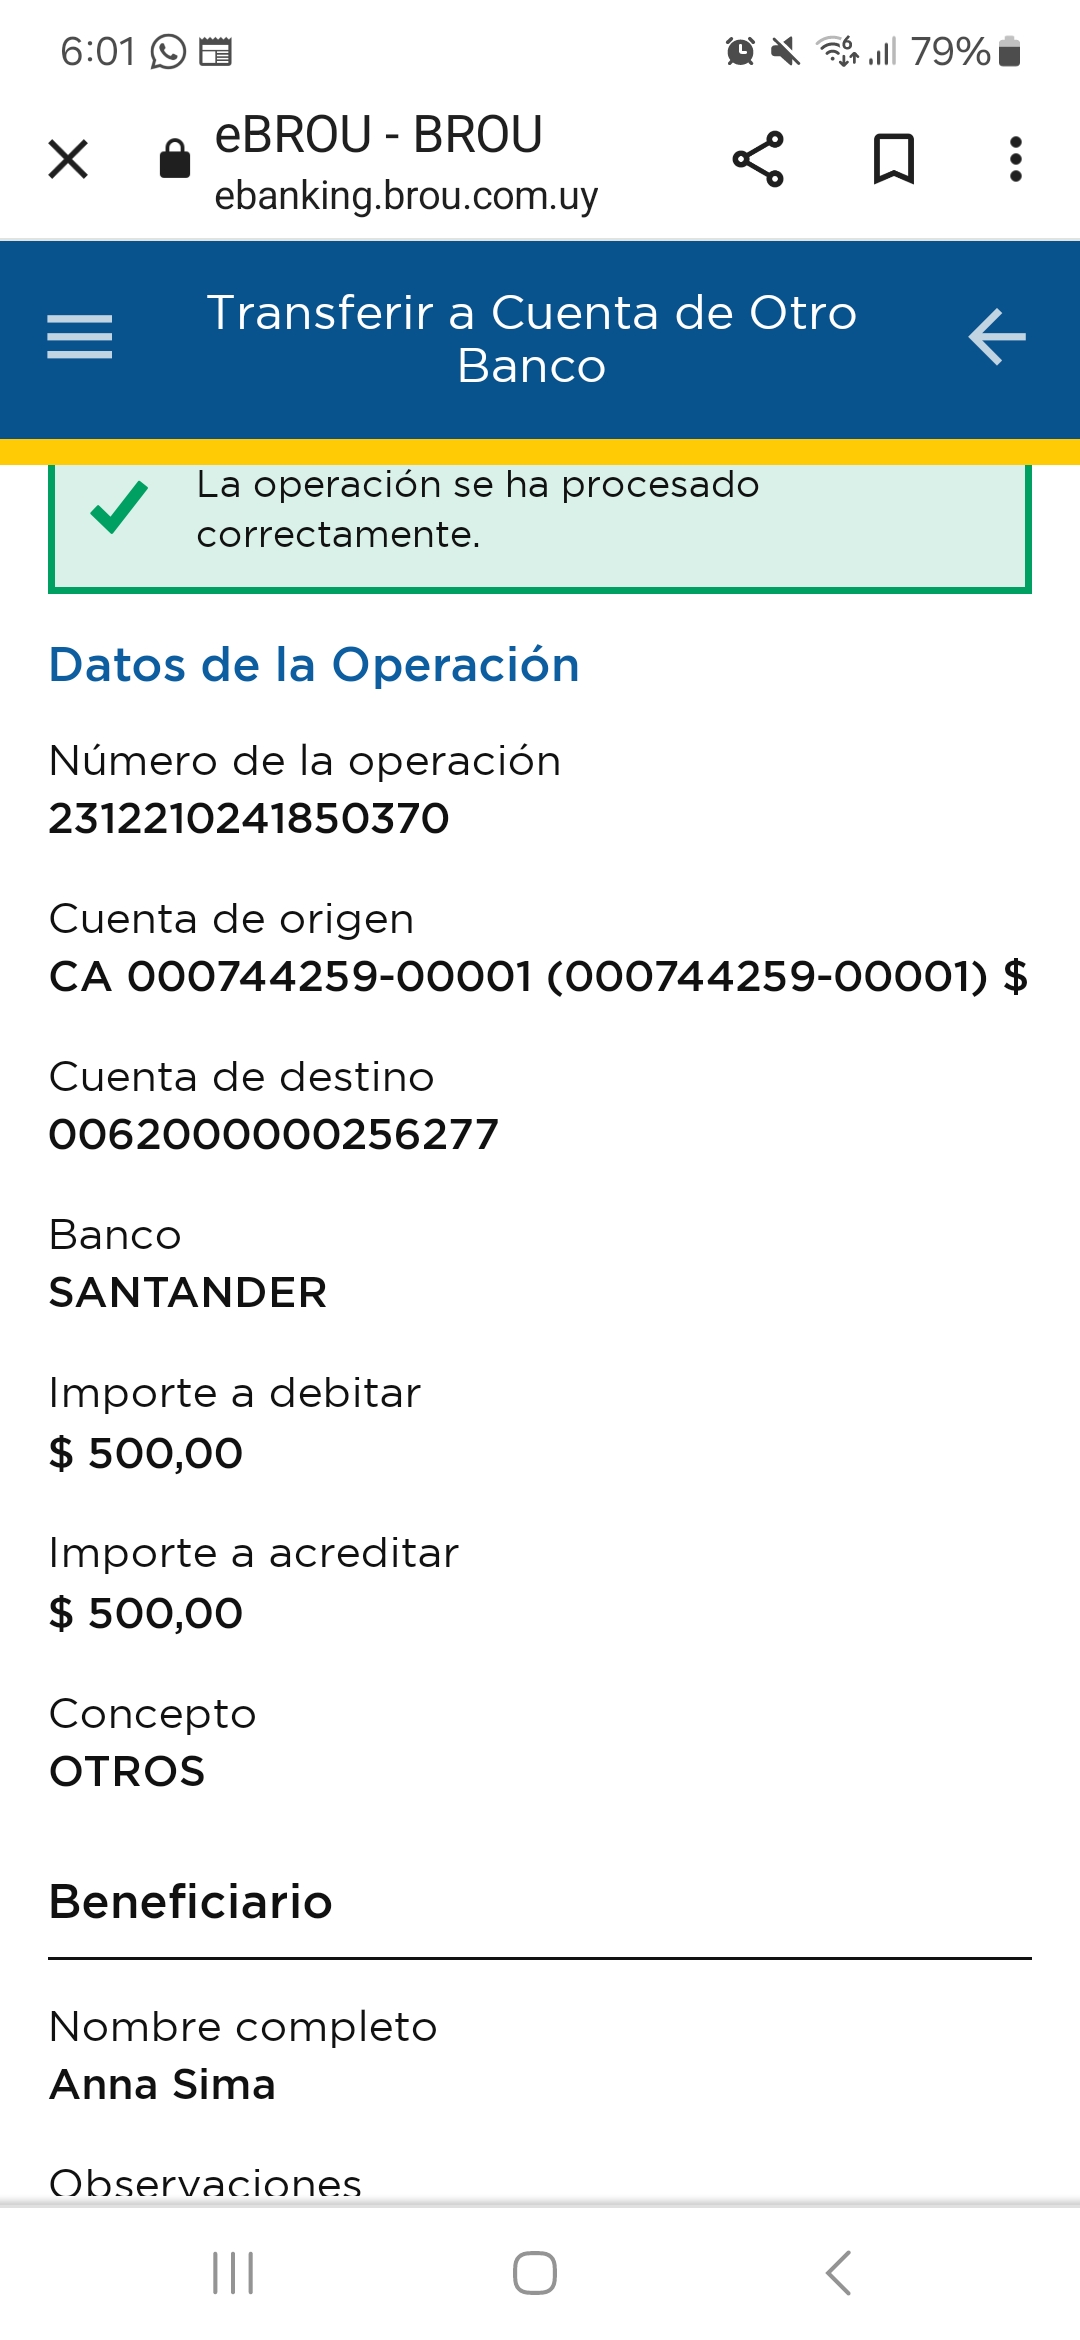 6:01
79%
eBROU - BROU
ebanking.brou.com.uy
Transferir a Cuenta de Otro
Banco
La operación se ha procesado
correctamente.
Datos de la Operación
Número de la operación
2312210241850370
Cuenta de origen
CA 000744259-00001 (000744259-00001) $
Cuenta de destino
0062000000256277
Banco
SANTANDER
Importe a debitar
$ 500,00
Importe a acreditar
$ 500,00
Concepto
OTROS
Beneficiario
Nombre completo
Anna Sima
Observaciones